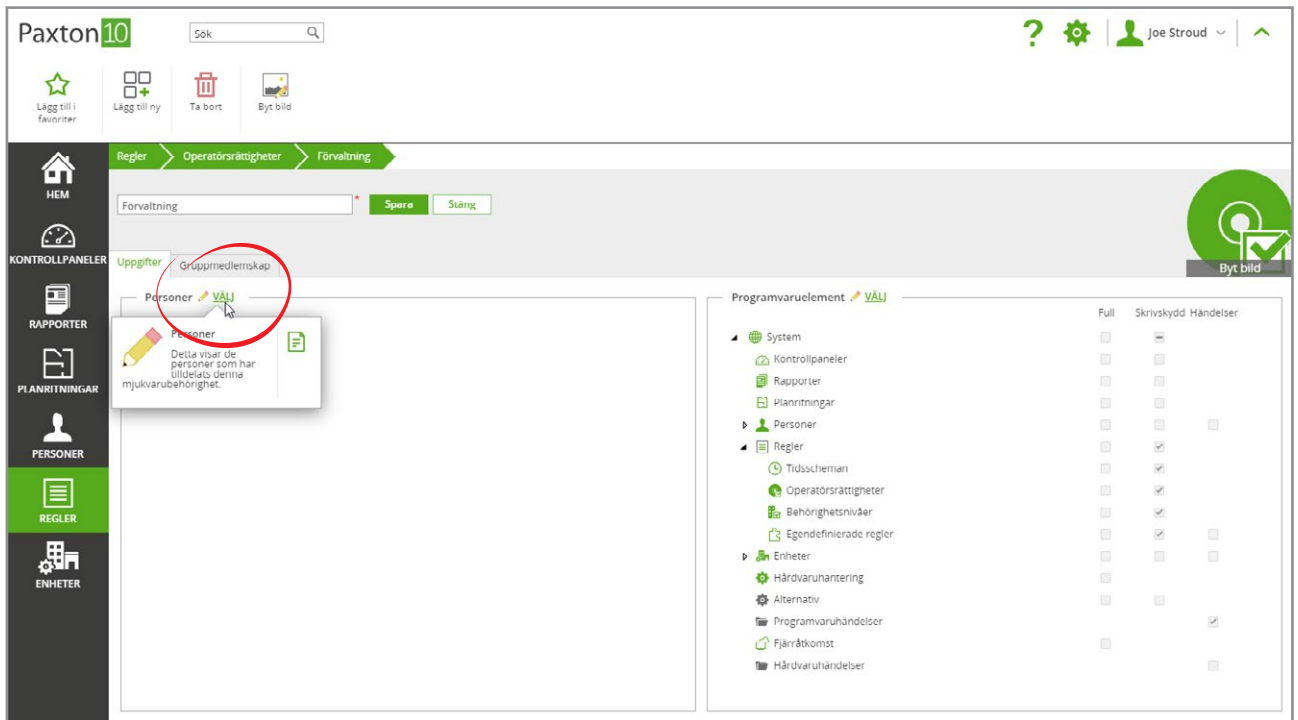 Paxton 10
Sök
? Joe Stroud
Lägg till i
favoriter
Lägg till ny
Ta bort
Byt bild
Regler
Operatörsrättigheter
Förvaltning
HEM
KONTROLLPANELER
RAPPORTER
PLANRITNINGAR
PERSONER
REGLER
ENHETER
Forvaltning *
Spara
Stäng
Byt bild
Uppgifter
Gruppmedlemskap
Personer VÄLJ
Personer
Detta visar de
personer som har
tilldelats denna
mjukvarubehörighet.
Programvaruelement VÄLJ
Full Skrivskydd Händelser
System
Kontrollpaneler
Rapporter
Planritningar
Personer
Regler
Tidsscheman
Operatörsrättigheter
Behörighetsnivåer
Egendefinierade regler
Enheter
Hårdvaruhantering
Alternativ
Programvaruhändelser
Fjärråtkomst
Hårdvaruhändelser